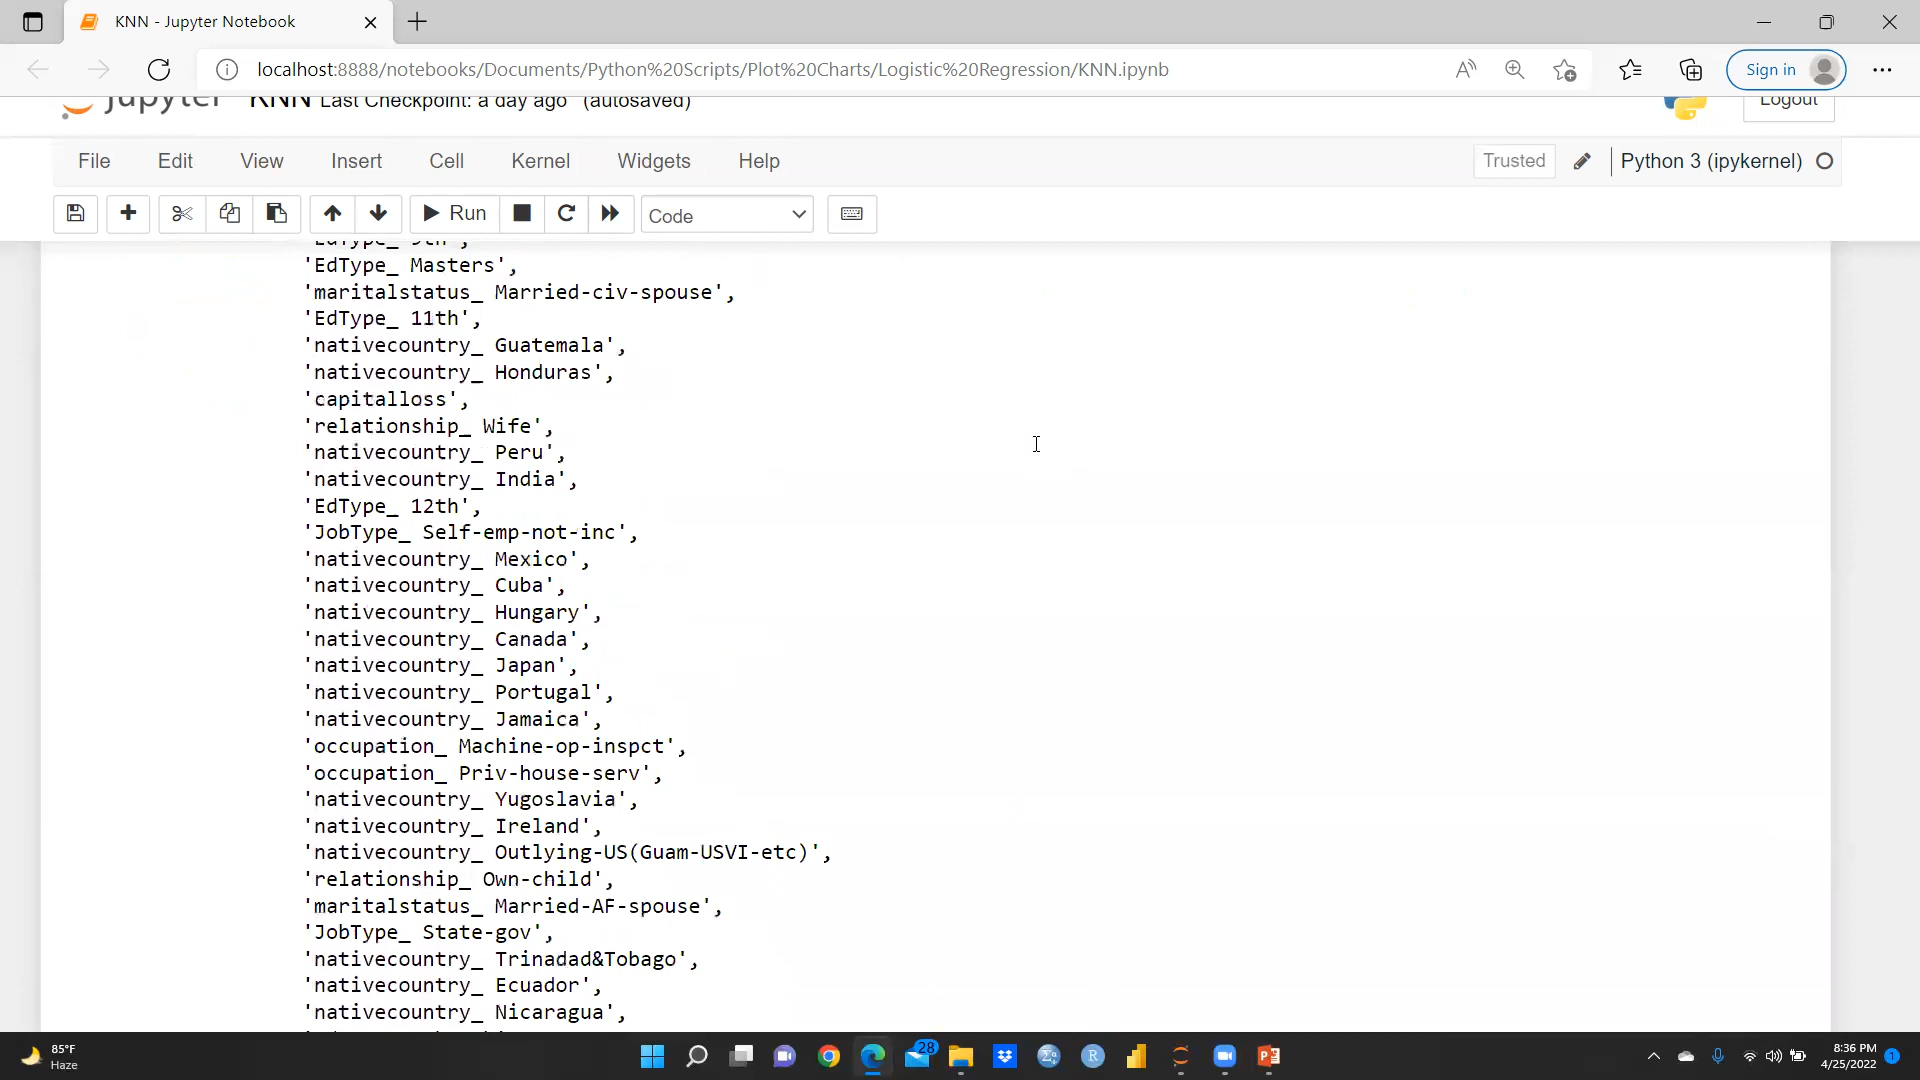 KNN - Jupyter Notebook
localhost:8888/notebooks/Documents/Python%20Scripts/Plot%20Charts/Logistic%20Regression/KNN.ipynb
Sign in
jupyter KNN Last Checkpoint: a day ago (autosaved)
Logout
File Edit View Insert Cell Kernel Widgets Help
Trusted
Python 3 (ipykernel)
Run
Code
'EdType_ 9th',
'EdType_ Masters',
'maritalstatus_ Married-civ-spouse',
'EdType_ 11th',
'nativecountry_ Guatemala',
'nativecountry_ Honduras',
'capitalloss',
'relationship_ Wife',
'nativecountry_ Peru',
'nativecountry_ India',
'EdType_ 12th',
'JobType_ Self-emp-not-inc',
'nativecountry_ Mexico',
'nativecountry_ Cuba',
'nativecountry_ Hungary',
'nativecountry_ Canada',
'nativecountry_ Japan',
'nativecountry_ Portugal',
'nativecountry_ Jamaica',
'occupation_ Machine-op-inspct',
'occupation_ Priv-house-serv',
'nativecountry_ Yugoslavia',
'nativecountry_ Ireland',
'nativecountry_ Outlying-US(Guam-USVI-etc)',
'relationship_ Own-child',
'maritalstatus_ Married-AF-spouse',
'JobType_ State-gov',
'nativecountry_ Trinadad&Tobago',
'nativecountry_ Ecuador',
'nativecountry_ Nicaragua',
85°F
Haze
28
8:36 PM
4/25/2022
1